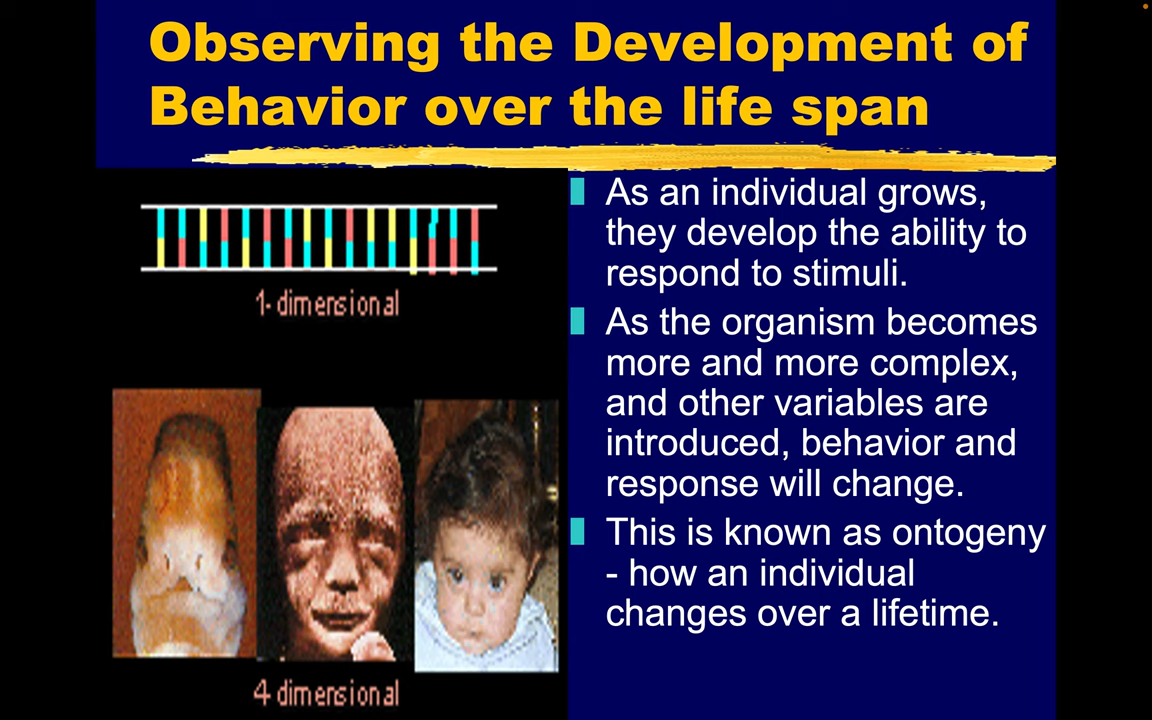 Observing the Development of
Behavior over the life span
1- dimensional
4 dimensional
As an individual grows,
they develop the ability to
respond to stimuli.
As the organism becomes
more and more complex,
and other variables are
introduced, behavior and
response will change.
This is known as ontogeny
- how an individual
changes over a lifetime.